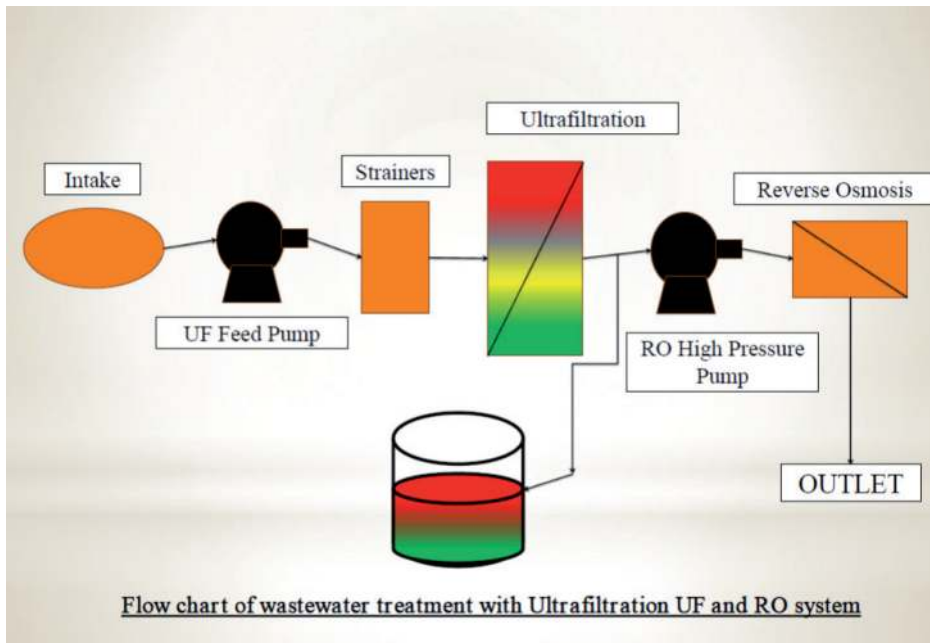 Ultrafiltration
Intake
Strainers
Reverse Osmosis
UF Feed Pump
RO High Pressure
Pump
OUTLET
Flow chart of wastewater treatment with Ultrafiltration UF and RO system